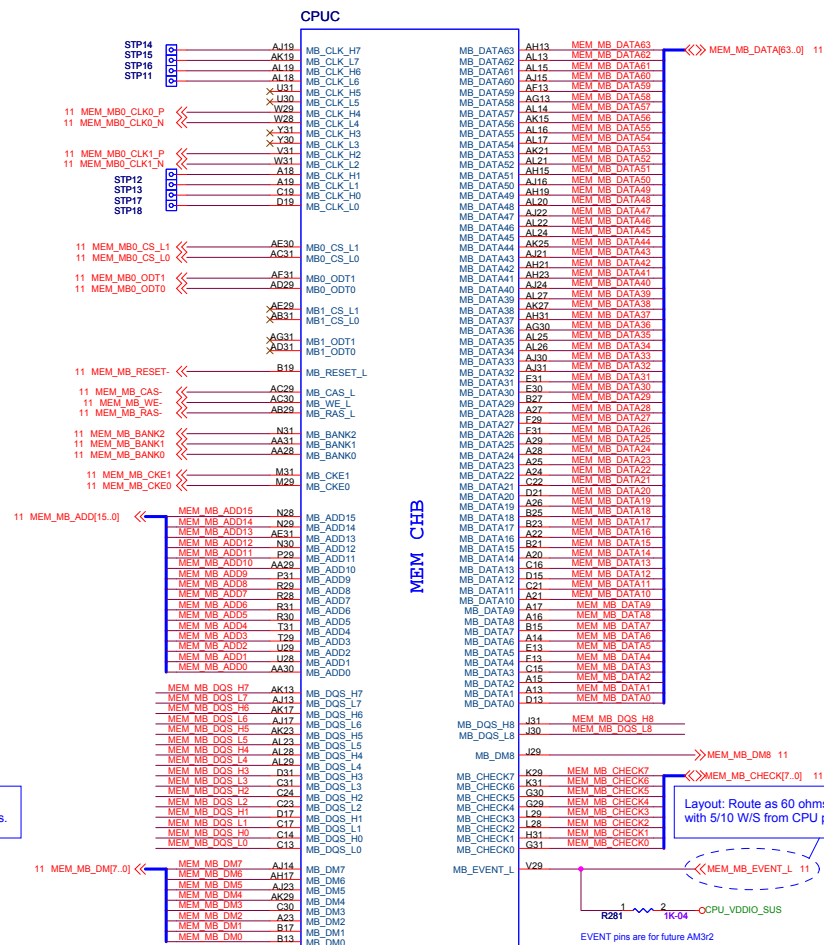 CPUC
STP14 AJ19 MB_CLK_H7
STP15 AK19 MB_CLK_L7
STP16 AL19 MB_CLK_H6
STP11 AL18 MB_CLK_L6
U31 MB_CLK_H5
U30 MB_CLK_L5
11 MEM_MB0_CLK0_P W29 MB_CLK_H4
11 MEM_MB0_CLK0_N W28 MB_CLK_L4
Y31 MB_CLK_H3
Y30 MB_CLK_L3
11 MEM_MB0_CLK1_P V31 MB_CLK_H2
11 MEM_MB0_CLK1_N W31 MB_CLK_L2
STP12 A18 MB_CLK_H1
STP13 A19 MB_CLK_L1
STP17 C19 MB_CLK_H0
STP18 D19 MB_CLK_L0
11 MEM_MB0_CS_L1 AE30 MB0_CS_L1
11 MEM_MB0_CS_L0 AC31 MB0_CS_L0
11 MEM_MB0_ODT1 AF31 MB0_ODT1
11 MEM_MB0_ODT0 AD29 MB0_ODT0
AE29 MB1_CS_L1
AB31 MB1_CS_L0
AG31 MB1_ODT1
AD31 MB1_ODT0
11 MEM_MB_RESET- B19 MB_RESET_L
11 MEM_MB_CAS- AC29 MB_CAS_L
11 MEM_MB_WE- AC30 MB_WE_L
11 MEM_MB_RAS- AB29 MB_RAS_L
11 MEM_MB_BANK2 N31 MB_BANK2
11 MEM_MB_BANK1 AA31 MB_BANK1
11 MEM_MB_BANK0 AA28 MB_BANK0
11 MEM_MB_CKE1 M31 MB_CKE1
11 MEM_MB_CKE0 M29 MB_CKE0
11 MEM_MB_ADD[15..0]
MEM_MB_ADD15 N28 MB_ADD15
MEM_MB_ADD14 N29 MB_ADD14
MEM_MB_ADD13 AE31 MB_ADD13
MEM_MB_ADD12 N30 MB_ADD12
MEM_MB_ADD11 P29 MB_ADD11
MEM_MB_ADD10 AA29 MB_ADD10
MEM_MB_ADD9 P31 MB_ADD9
MEM_MB_ADD8 R29 MB_ADD8
MEM_MB_ADD7 R28 MB_ADD7
MEM_MB_ADD6 R31 MB_ADD6
MEM_MB_ADD5 R30 MB_ADD5
MEM_MB_ADD4 T31 MB_ADD4
MEM_MB_ADD3 T29 MB_ADD3
MEM_MB_ADD2 U29 MB_ADD2
MEM_MB_ADD1 U28 MB_ADD1
MEM_MB_ADD0 AA30 MB_ADD0
MEM_MB_DQS_H7 AK13 MB_DQS_H7
MEM_MB_DQS_L7 AJ13 MB_DQS_L7
MEM_MB_DQS_H6 AK17 MB_DQS_H6
MEM_MB_DQS_L6 AJ17 MB_DQS_L6
MEM_MB_DQS_H5 AK23 MB_DQS_H5
MEM_MB_DQS_L5 AL23 MB_DQS_L5
MEM_MB_DQS_H4 AL28 MB_DQS_H4
MEM_MB_DQS_L4 AL29 MB_DQS_L4
MEM_MB_DQS_H3 D31 MB_DQS_H3
MEM_MB_DQS_L3 C31 MB_DQS_L3
MEM_MB_DQS_H2 C24 MB_DQS_H2
MEM_MB_DQS_L2 C23 MB_DQS_L2
MEM_MB_DQS_H1 D17 MB_DQS_H1
MEM_MB_DQS_L1 C17 MB_DQS_L1
MEM_MB_DQS_H0 C14 MB_DQS_H0
MEM_MB_DQS_L0 C13 MB_DQS_L0
s.
11 MEM_MB_DM[7..0]
MEM_MB_DM7 AJ14 MB_DM7
MEM_MB_DM6 AH17 MB_DM6
MEM_MB_DM5 AJ23 MB_DM5
MEM_MB_DM4 AK29 MB_DM4
MEM_MB_DM3 C30 MB_DM3
MEM_MB_DM2 A23 MB_DM2
MEM_MB_DM1 B17 MB_DM1
MEM_MB_DM0 B13 MB_DM0
MEM CHB
MB_DATA63 AH13 MEM_MB_DATA63
MEM_MB_DATA[63..0] 11
MB_DATA62 AL13 MEM_MB_DATA62
MB_DATA61 AL15 MEM_MB_DATA61
MB_DATA60 AJ15 MEM_MB_DATA60
MB_DATA59 AF13 MEM_MB_DATA59
MB_DATA58 AG13 MEM_MB_DATA58
MB_DATA57 AL14 MEM_MB_DATA57
MB_DATA56 AK15 MEM_MB_DATA56
MB_DATA55 AL16 MEM_MB_DATA55
MB_DATA54 AL17 MEM_MB_DATA54
MB_DATA53 AK21 MEM_MB_DATA53
MB_DATA52 AL21 MEM_MB_DATA52
MB_DATA51 AH15 MEM_MB_DATA51
MB_DATA50 AJ16 MEM_MB_DATA50
MB_DATA49 AH19 MEM_MB_DATA49
MB_DATA48 AL20 MEM_MB_DATA48
MB_DATA47 AJ22 MEM_MB_DATA47
MB_DATA46 AL22 MEM_MB_DATA46
MB_DATA45 AL24 MEM_MB_DATA45
MB_DATA44 AK25 MEM_MB_DATA44
MB_DATA43 AJ21 MEM_MB_DATA43
MB_DATA42 AH21 MEM_MB_DATA42
MB_DATA41 AH23 MEM_MB_DATA41
MB_DATA40 AJ24 MEM_MB_DATA40
MB_DATA39 AL27 MEM_MB_DATA39
MB_DATA38 AK27 MEM_MB_DATA38
MB_DATA37 AH31 MEM_MB_DATA37
MB_DATA36 AG30 MEM_MB_DATA36
MB_DATA35 AL25 MEM_MB_DATA35
MB_DATA34 AL26 MEM_MB_DATA34
MB_DATA33 AJ30 MEM_MB_DATA33
MB_DATA32 AJ31 MEM_MB_DATA32
MB_DATA31 E31 MEM_MB_DATA31
MB_DATA30 E30 MEM_MB_DATA30
MB_DATA29 B27 MEM_MB_DATA29
MB_DATA28 A27 MEM_MB_DATA28
MB_DATA27 F29 MEM_MB_DATA27
MB_DATA26 F31 MEM_MB_DATA26
MB_DATA25 A29 MEM_MB_DATA25
MB_DATA24 A28 MEM_MB_DATA24
MB_DATA23 A25 MEM_MB_DATA23
MB_DATA22 A24 MEM_MB_DATA22
MB_DATA21 C22 MEM_MB_DATA21
MB_DATA20 D21 MEM_MB_DATA20
MB_DATA19 A26 MEM_MB_DATA19
MB_DATA18 B25 MEM_MB_DATA18
MB_DATA17 B23 MEM_MB_DATA17
MB_DATA16 A22 MEM_MB_DATA16
MB_DATA15 B21 MEM_MB_DATA15
MB_DATA14 A20 MEM_MB_DATA14
MB_DATA13 C16 MEM_MB_DATA13
MB_DATA12 D15 MEM_MB_DATA12
MB_DATA11 C21 MEM_MB_DATA11
MB_DATA10 A21 MEM_MB_DATA10
MB_DATA9 A17 MEM_MB_DATA9
MB_DATA8 A16 MEM_MB_DATA8
MB_DATA7 B15 MEM_MB_DATA7
MB_DATA6 A14 MEM_MB_DATA6
MB_DATA5 E13 MEM_MB_DATA5
MB_DATA4 F13 MEM_MB_DATA4
MB_DATA3 C15 MEM_MB_DATA3
MB_DATA2 A15 MEM_MB_DATA2
MB_DATA1 A13 MEM_MB_DATA1
MB_DATA0 D13 MEM_MB_DATA0
MB_DQS_H8 J31 MEM_MB_DQS_H8
MB_DQS_L8 J30 MEM_MB_DQS_L8
MB_DM8 J29 MEM_MB_DM8 11
MB_CHECK7 K29 MEM_MB_CHECK7
MEM_MB_CHECK[7..0] 11
MB_CHECK6 K31 MEM_MB_CHECK6
MB_CHECK5 G30 MEM_MB_CHECK5
MB_CHECK4 G29 MEM_MB_CHECK4
MB_CHECK3 L29 MEM_MB_CHECK3
MB_CHECK2 L28 MEM_MB_CHECK2
MB_CHECK1 H31 MEM_MB_CHECK1
MB_CHECK0 G31 MEM_MB_CHECK0
Layout: Route as 60 ohms
with 5/10 W/S from CPU p
MB_EVENT_L V29 MEM_MB_EVENT_L 11
1 2 CPU_VDDIO_SUS
R281 1K-04
EVENT pins are for future AM3r2